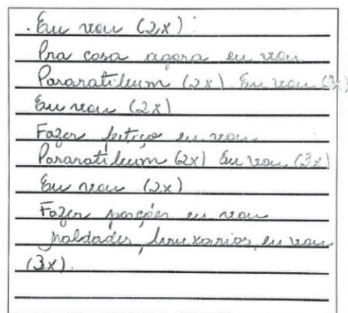 . Eu vou (2x) :
Pra casa agora eu vou
Pararatibum (2x). Eu vou (3x)
Eu vou (2x)
Fazer feitiço eu vou
Pararatibum (2x) Eu vou (3x)
Eu vou (2x)
Fazer porções eu vou
maldades, bruxarias, eu vou
(3x).